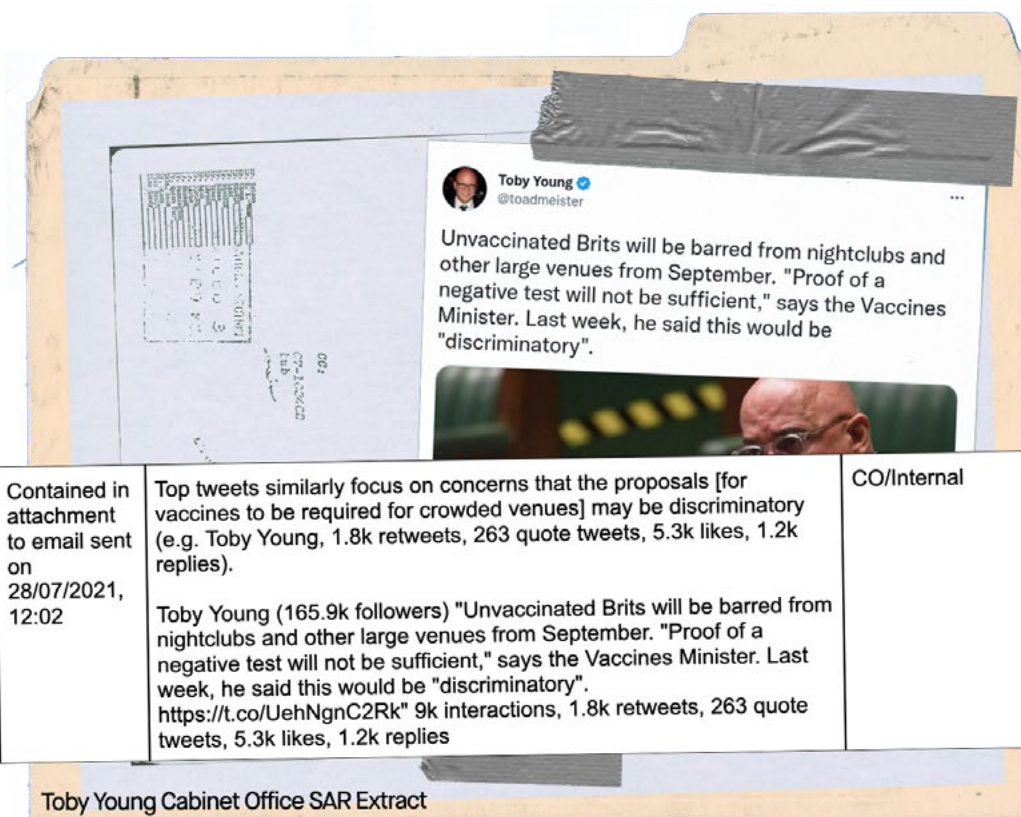 Toby Young
@toadmeister
Unvaccinated Brits will be barred from nightclubs and
other large venues from September. "Proof of a
negative test will not be sufficient," says the Vaccines
Minister. Last week, he said this would be
"discriminatory".
CC:
Contained in
attachment
to email sent
on
28/07/2021,
12:02
Top tweets similarly focus on concerns that the proposals [for
vaccines to be required for crowded venues] may be discriminatory
(e.g. Toby Young, 1.8k retweets, 263 quote tweets, 5.3k likes, 1.2k
replies).
Toby Young (165.9k followers) "Unvaccinated Brits will be barred from
nightclubs and other large venues from September. "Proof of a
negative test will not be sufficient," says the Vaccines Minister. Last
week, he said this would be "discriminatory".
https://t.co/UehNgnC2Rk" 9k interactions, 1.8k retweets, 263 quote
tweets, 5.3k likes, 1.2k replies
CO/Internal
Toby Young Cabinet Office SAR Extract